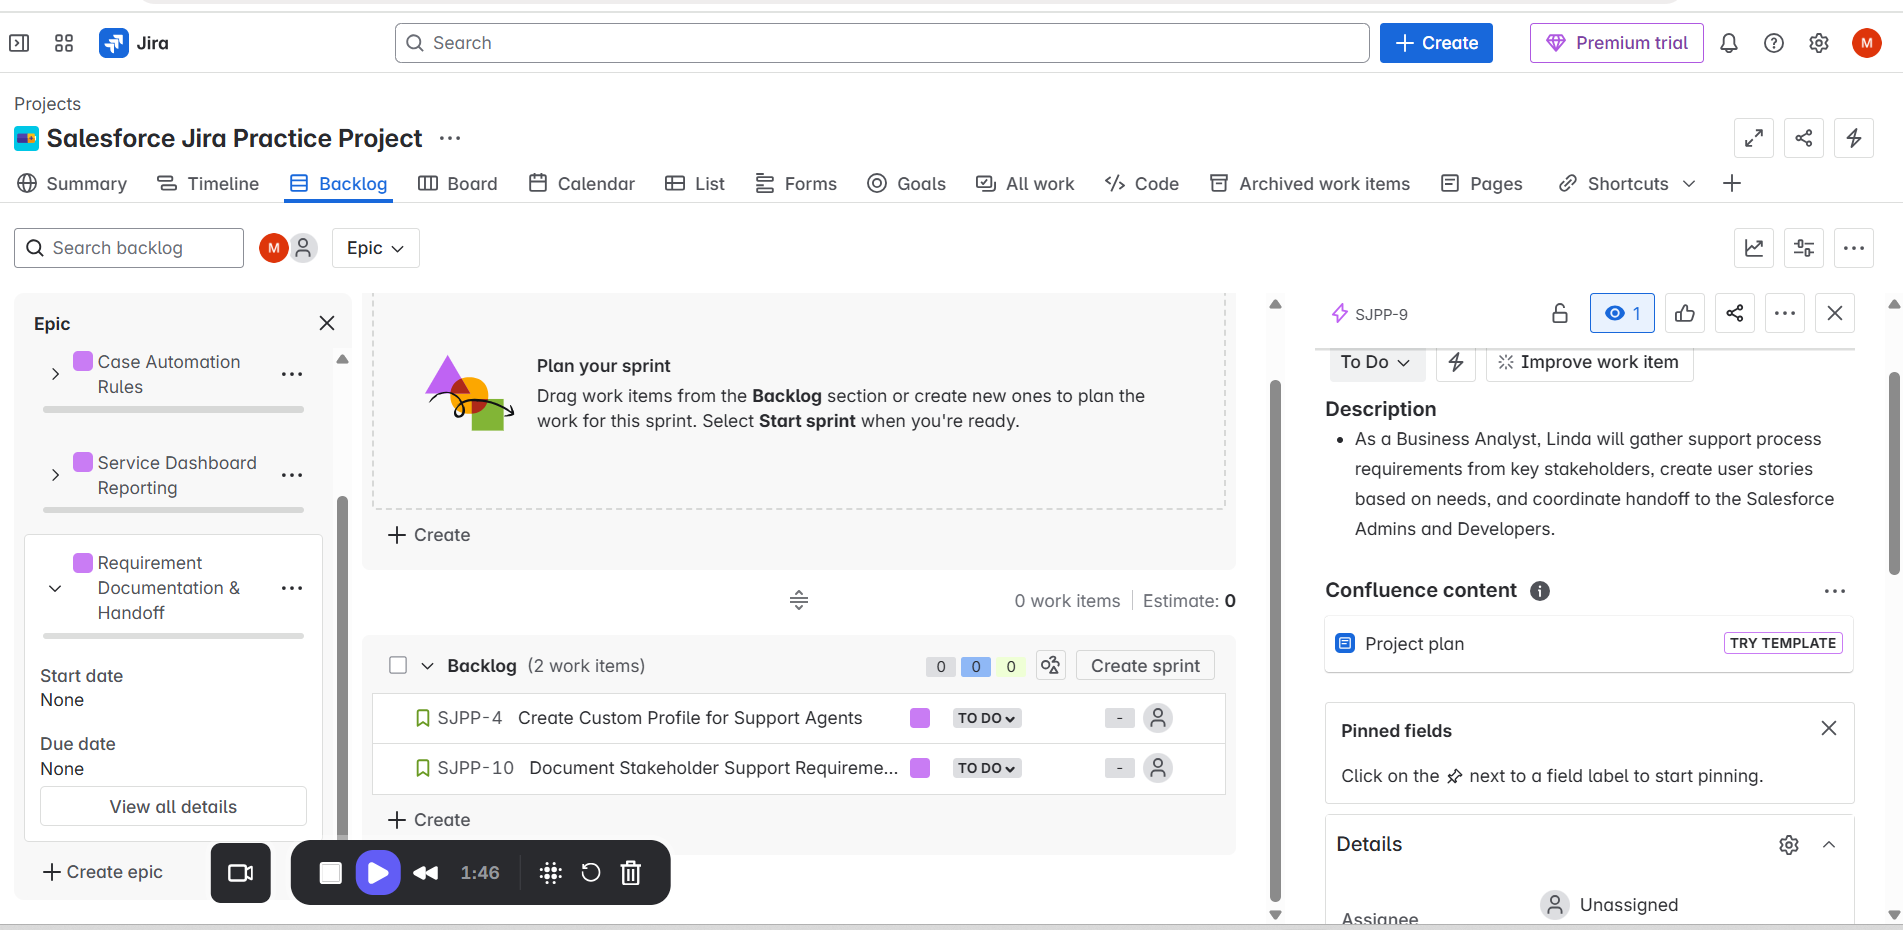 Jira
Search
Create
Premium trial
M
Projects
Salesforce Jira Practice Project
Summary
Timeline
Backlog
Board
Calendar
List
Forms
Goals
All work
Code
Archived work items
Pages
Shortcuts
Search backlog
M
Epic
Epic
Case Automation
Rules
Service Dashboard
Reporting
Requirement
Documentation &
Handoff
Start date
None
Due date
None
View all details
Create epic
Plan your sprint
Drag work items from the Backlog section or create new ones to plan the
work for this sprint. Select Start sprint when you're ready.
Create
0 work items
Estimate: 0
Backlog (2 work items)
0 0 0
Create sprint
SJPP-4 Create Custom Profile for Support Agents
TO DO
-
SJPP-10 Document Stakeholder Support Requireme...
TO DO
-
Create
1:46
SJPP-9
1
To Do
Improve work item
Description
• As a Business Analyst, Linda will gather support process
requirements from key stakeholders, create user stories
based on needs, and coordinate handoff to the Salesforce
Admins and Developers.
Confluence content
Project plan
TRY TEMPLATE
Pinned fields
Click on the next to a field label to start pinning.
Details
Assignee
Unassigned